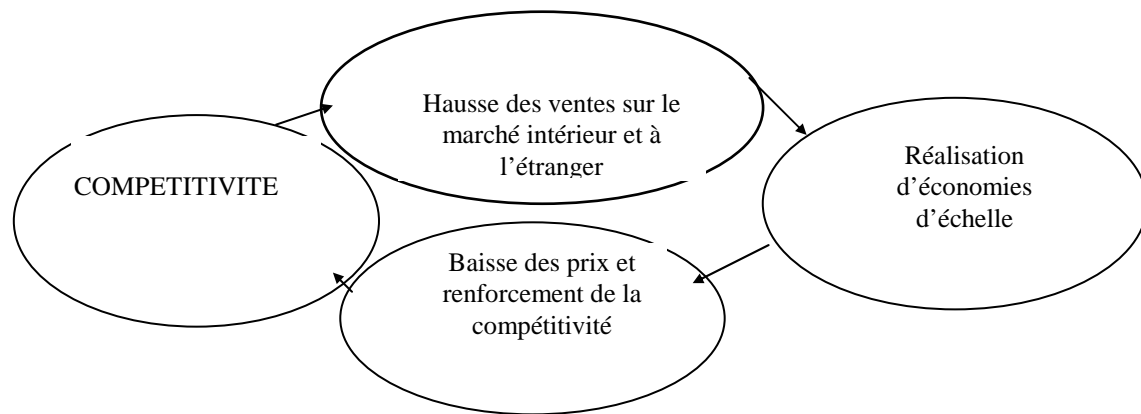 COMPETITIVITE
Hausse des ventes sur le
marché intérieur et à
l’étranger
Réalisation
d’économies
d’échelle
Baisse des prix et
renforcement de la
compétitivité